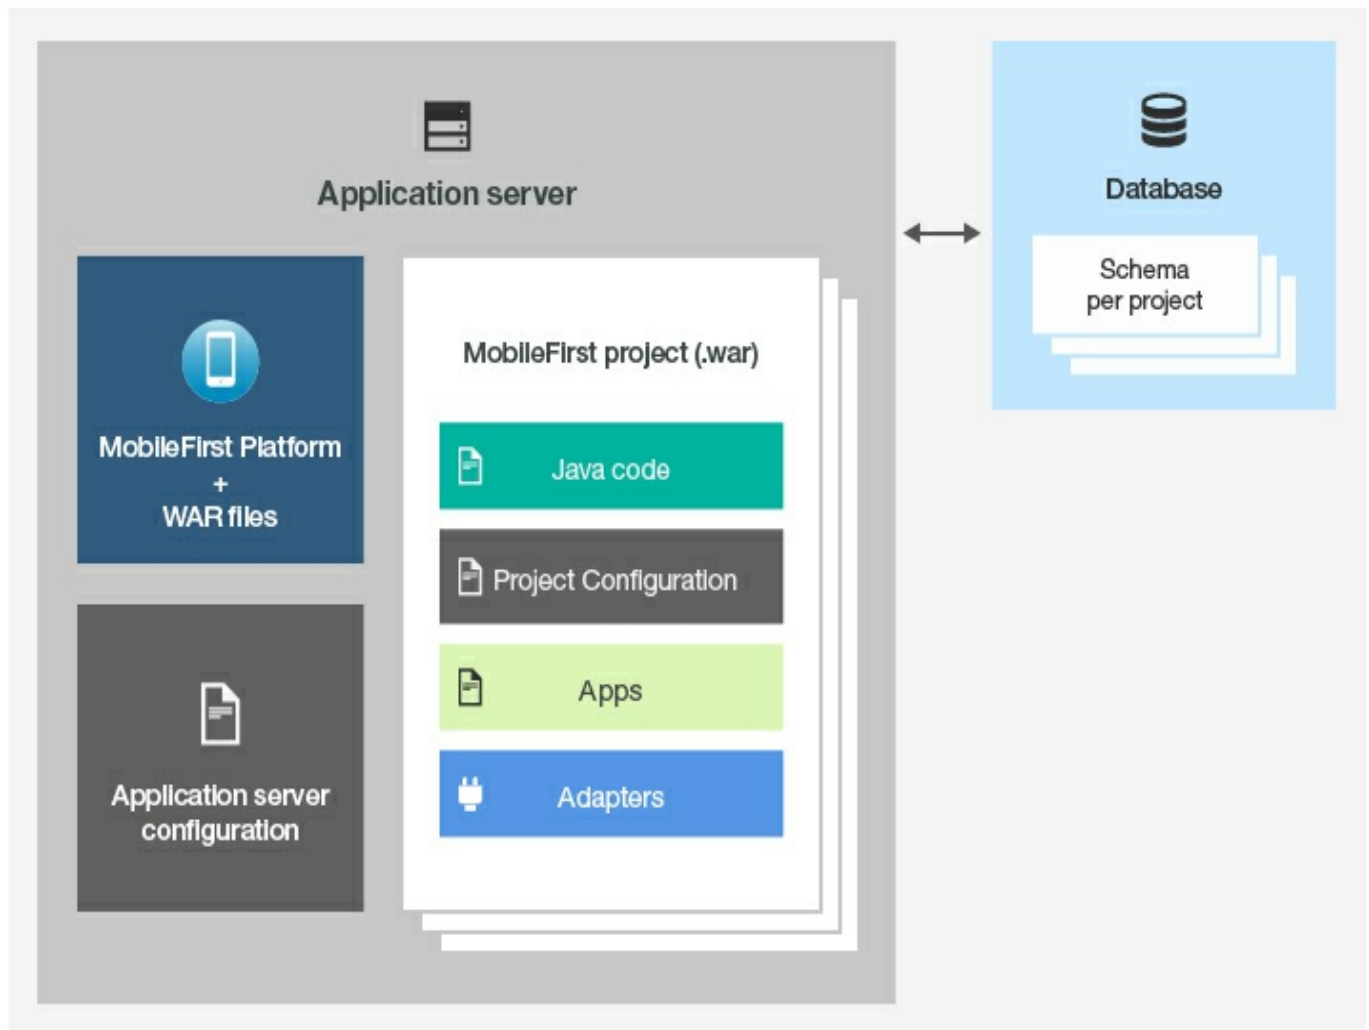 Application server
MobileFirst Platform
+
WAR files
Application server
configuration
MobileFirst project (.war)
Java code
Project Configuration
Apps
Adapters
Database
Schema
per project